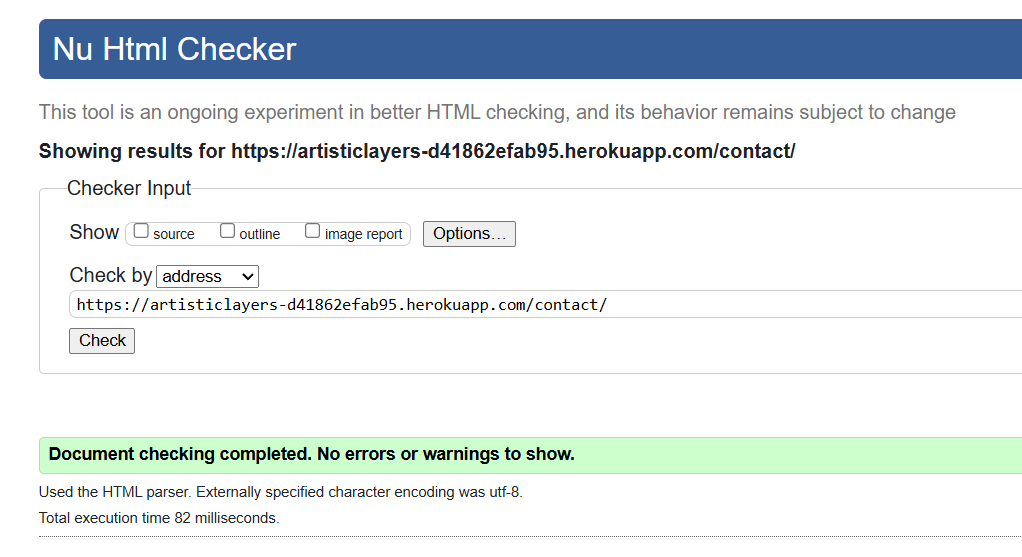 Nu Html Checker
This tool is an ongoing experiment in better HTML checking, and its behavior remains subject to change
Showing results for https://artisticlayers-d41862efab95.herokuapp.com/contact/
Checker Input
Show source outline image report Options...
Check by address
https://artisticlayers-d41862efab95.herokuapp.com/contact/
Check
Document checking completed. No errors or warnings to show.
Used the HTML parser. Externally specified character encoding was utf-8.
Total execution time 82 milliseconds.